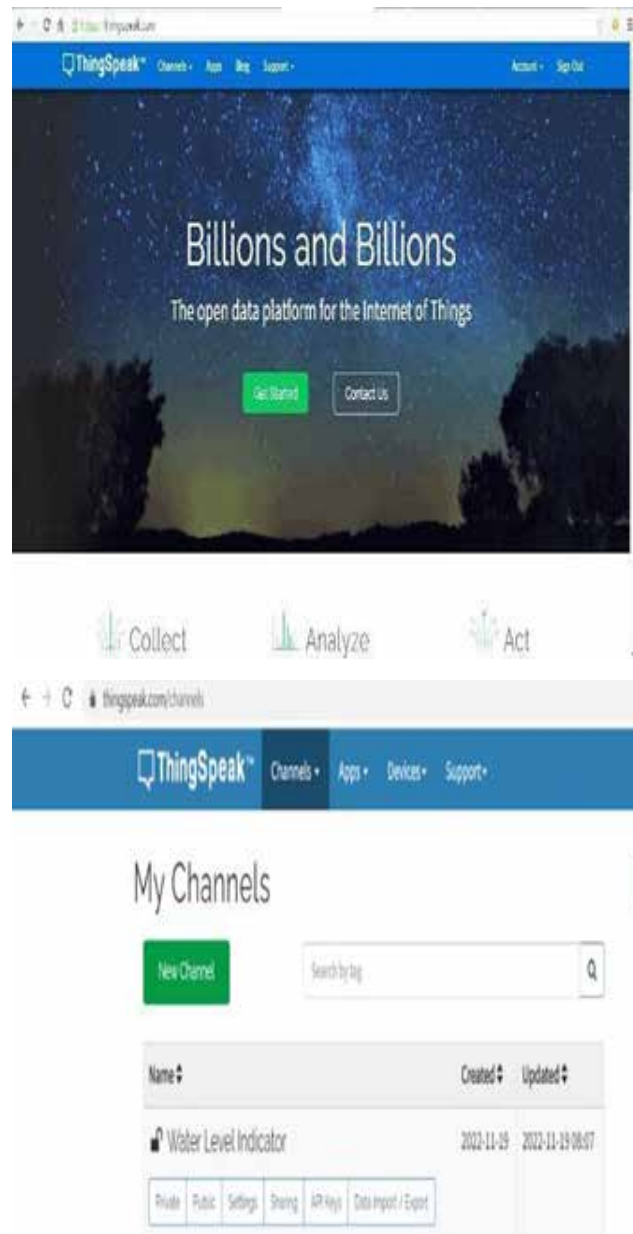 ThingSpeak™ Channels Apps Blog Support Account Sign Out
Billions and Billions
The open data platform for the Internet of Things
Get Started Contact Us
Collect Analyze Act
thingspeak.com/channels
ThingSpeak™ Channels Apps Devices Support
My Channels
New Channel Search by tag
Name Created Updated
Water Level Indicator 2022-11-19 2022-11-19 08:07
Private Public Settings Sharing API Keys Data Import / Export